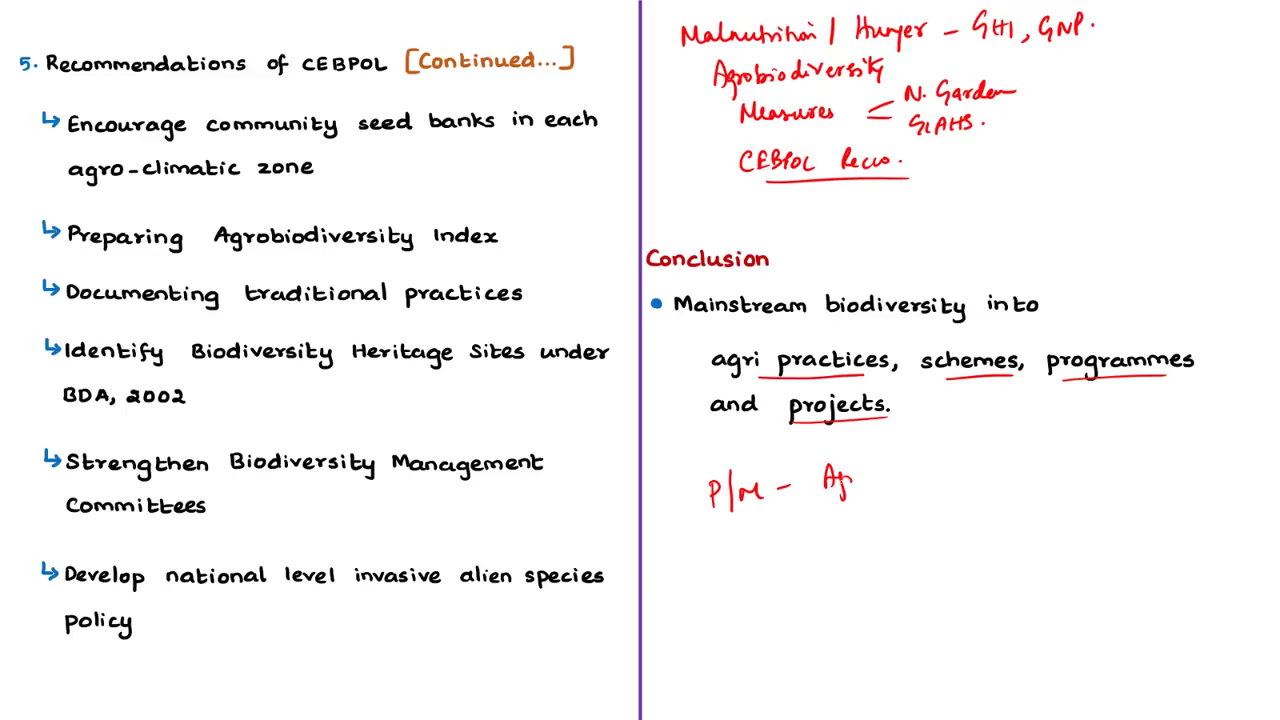 5. Recommendations of CEBPOL [Continued...]
↳ Encourage community seed banks in each
agro-climatic zone
↳ Preparing Agrobiodiversity Index
↳ Documenting traditional practices
↳ Identify Biodiversity Heritage Sites under
BDA, 2002
↳ Strengthen Biodiversity Management
Committees
↳ Develop national level invasive alien species
policy
Malnutrition / Hunger - GHI, GNP.
Agrobiodiversity
Measures < N. Garden
GIAHS.
CEBPOL Reco.
Conclusion
• Mainstream biodiversity into
agri practices, schemes, programmes
and projects.
P/M - Ag